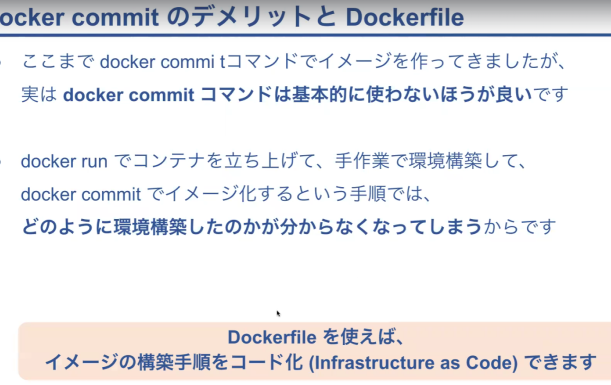 ocker commit のデメリットと Dockerfile
ここまで docker commi tコマンドでイメージを作ってきましたが、
実は docker commit コマンドは基本的に使わないほうが良いです
docker run でコンテナを立ち上げて、手作業で環境構築して、
docker commit でイメージ化するという手順では、
どのように環境構築したのかが分からなくなってしまうからです
Dockerfile を使えば、
イメージの構築手順をコード化 (Infrastructure as Code) できます